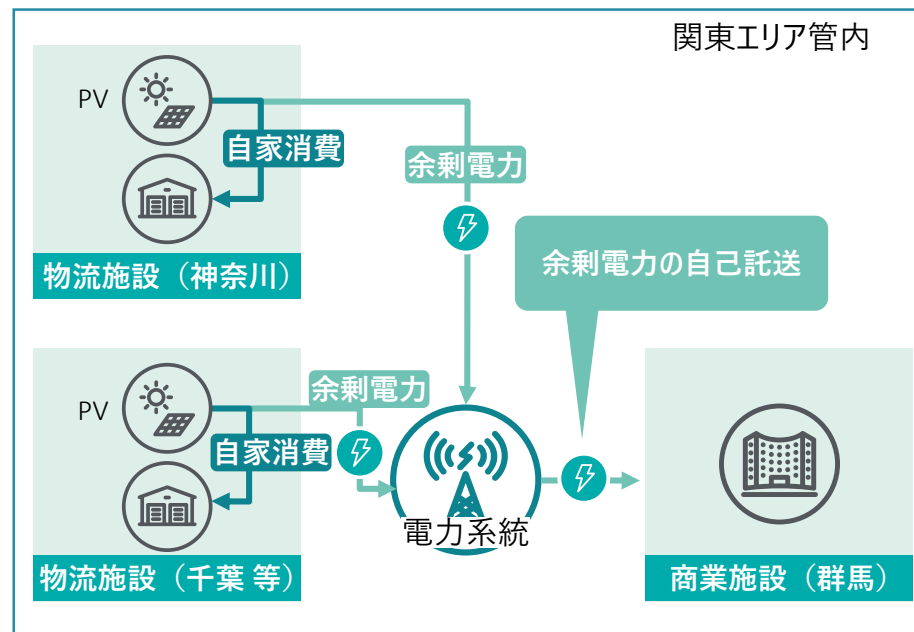 関東エリア管内
PV
自家消費
余剰電力
物流施設（神奈川）
余剰電力の自己託送
PV
余剰電力
自家消費
電力系統
物流施設（千葉 等）
商業施設（群馬）